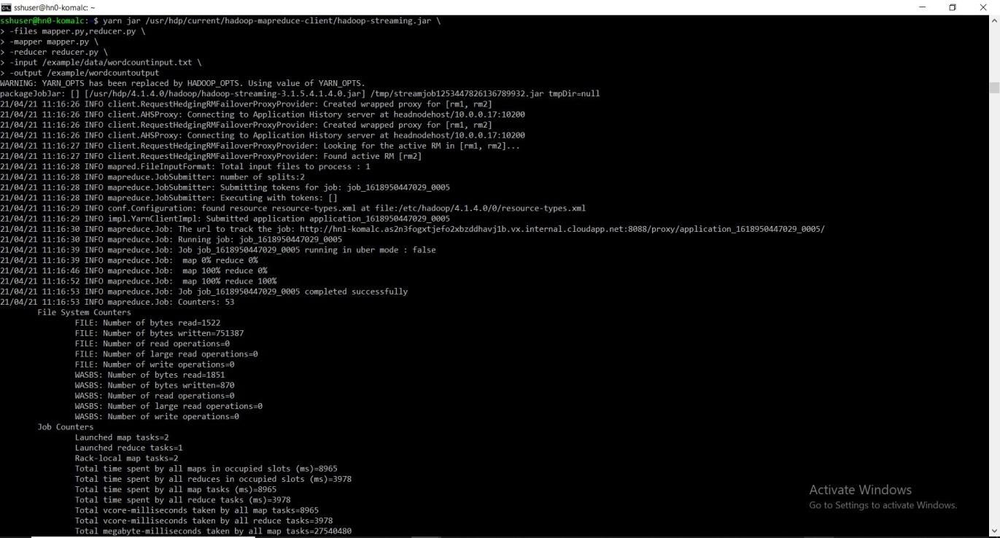 sshuser@hn0-komalc: ~
sshuser@hn0-komalc:~$ yarn jar /usr/hdp/current/hadoop-mapreduce-client/hadoop-streaming.jar \
> -files mapper.py,reducer.py \
> -mapper mapper.py \
> -reducer reducer.py \
> -input /example/data/wordcountinput.txt \
> -output /example/wordcountoutput
WARNING: YARN_OPTS has been replaced by HADOOP_OPTS. Using value of YARN_OPTS.
packageJobJar: [] [/usr/hdp/4.1.4.0/hadoop/hadoop-streaming-3.1.5.4.1.4.0.jar] /tmp/streamjob1253447826136789932.jar tmpDir=null
21/04/21 11:16:26 INFO client.RequestHedgingRMFailoverProxyProvider: Created wrapped proxy for [rm1, rm2]
21/04/21 11:16:26 INFO client.AHSProxy: Connecting to Application History server at headnodehost/10.0.0.17:10200
21/04/21 11:16:26 INFO client.RequestHedgingRMFailoverProxyProvider: Created wrapped proxy for [rm1, rm2]
21/04/21 11:16:26 INFO client.AHSProxy: Connecting to Application History server at headnodehost/10.0.0.17:10200
21/04/21 11:16:27 INFO client.RequestHedgingRMFailoverProxyProvider: Looking for the active RM in [rm1, rm2]...
21/04/21 11:16:27 INFO client.RequestHedgingRMFailoverProxyProvider: Found active RM [rm2]
21/04/21 11:16:28 INFO mapred.FileInputFormat: Total input files to process : 1
21/04/21 11:16:28 INFO mapreduce.JobSubmitter: number of splits:2
21/04/21 11:16:28 INFO mapreduce.JobSubmitter: Submitting tokens for job: job_1618950447029_0005
21/04/21 11:16:28 INFO mapreduce.JobSubmitter: Executing with tokens: []
21/04/21 11:16:29 INFO conf.Configuration: found resource resource-types.xml at file:/etc/hadoop/4.1.4.0/0/resource-types.xml
21/04/21 11:16:29 INFO impl.YarnClientImpl: Submitted application application_1618950447029_0005
21/04/21 11:16:30 INFO mapreduce.Job: The url to track the job: http://hn1-komalc.as2n3fogxtjefo2xbzddhavj1b.vx.internal.cloudapp.net:8088/proxy/application_1618950447029_0005/
21/04/21 11:16:30 INFO mapreduce.Job: Running job: job_1618950447029_0005
21/04/21 11:16:39 INFO mapreduce.Job: Job job_1618950447029_0005 running in uber mode : false
21/04/21 11:16:39 INFO mapreduce.Job:  map 0% reduce 0%
21/04/21 11:16:46 INFO mapreduce.Job:  map 100% reduce 0%
21/04/21 11:16:52 INFO mapreduce.Job:  map 100% reduce 100%
21/04/21 11:16:53 INFO mapreduce.Job: Job job_1618950447029_0005 completed successfully
21/04/21 11:16:53 INFO mapreduce.Job: Counters: 53
File System Counters
FILE: Number of bytes read=1522
FILE: Number of bytes written=751387
FILE: Number of read operations=0
FILE: Number of large read operations=0
FILE: Number of write operations=0
WASBS: Number of bytes read=1851
WASBS: Number of bytes written=870
WASBS: Number of read operations=0
WASBS: Number of large read operations=0
WASBS: Number of write operations=0
Job Counters
Launched map tasks=2
Launched reduce tasks=1
Rack-local map tasks=2
Total time spent by all maps in occupied slots (ms)=8965
Total time spent by all reduces in occupied slots (ms)=3978
Total time spent by all map tasks (ms)=8965
Total time spent by all reduce tasks (ms)=3978
Total vcore-milliseconds taken by all map tasks=8965
Total vcore-milliseconds taken by all reduce tasks=3978
Total megabyte-milliseconds taken by all map tasks=27540480
Activate Windows
Go to Settings to activate Windows.